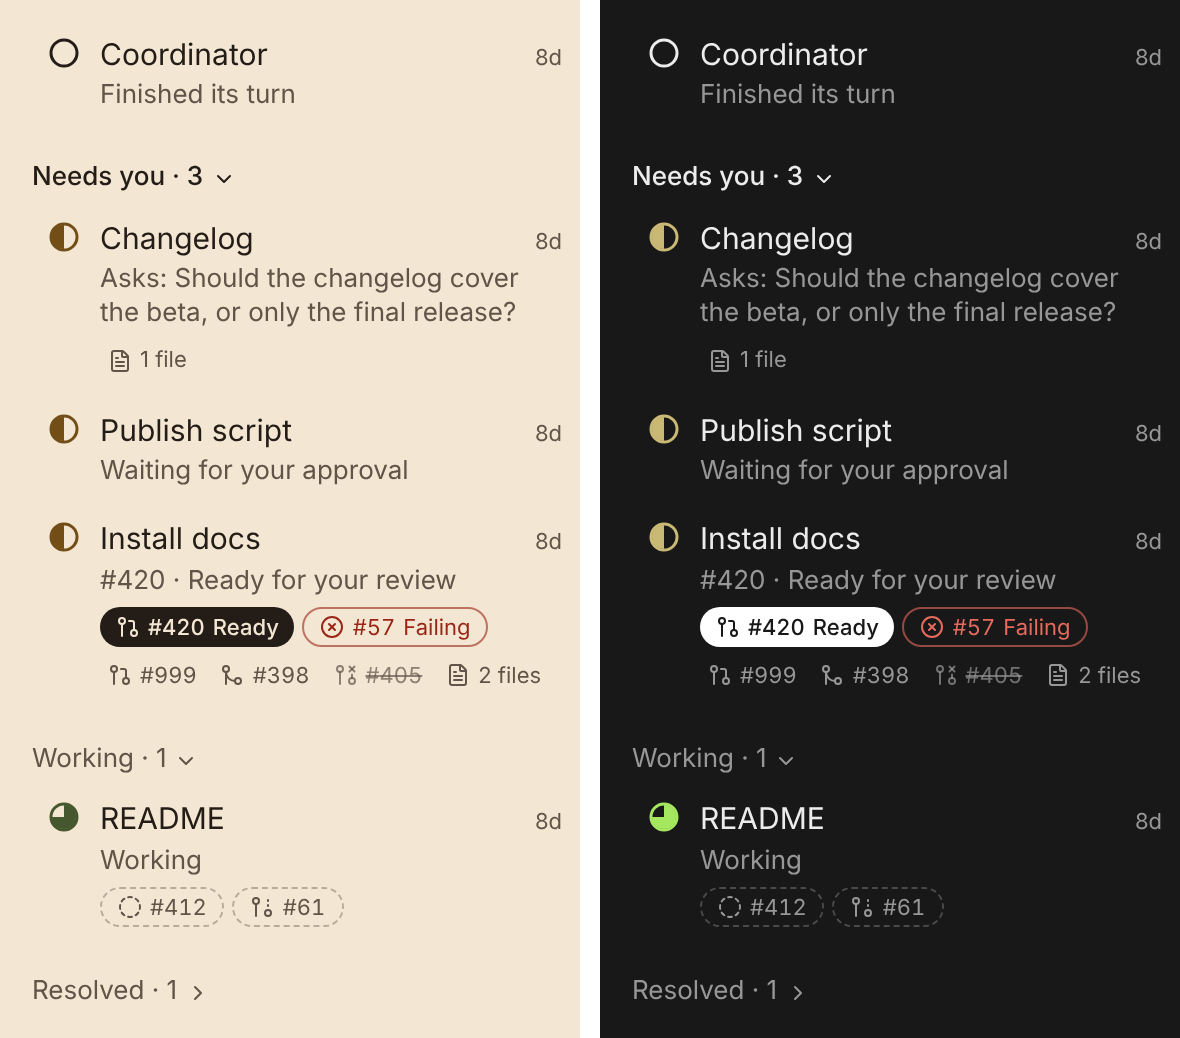 Coordinator 8d
Finished its turn
Needs you · 3
Changelog 8d
Asks: Should the changelog cover
the beta, or only the final release?
1 file
Publish script 8d
Waiting for your approval
Install docs 8d
#420 · Ready for your review
#420 Ready #57 Failing
#999 #398 #405 2 files
Working · 1
README 8d
Working
#412 #61
Resolved · 1
Coordinator 8d
Finished its turn
Needs you · 3
Changelog 8d
Asks: Should the changelog cover
the beta, or only the final release?
1 file
Publish script 8d
Waiting for your approval
Install docs 8d
#420 · Ready for your review
#420 Ready #57 Failing
#999 #398 #405 2 files
Working · 1
README 8d
Working
#412 #61
Resolved · 1